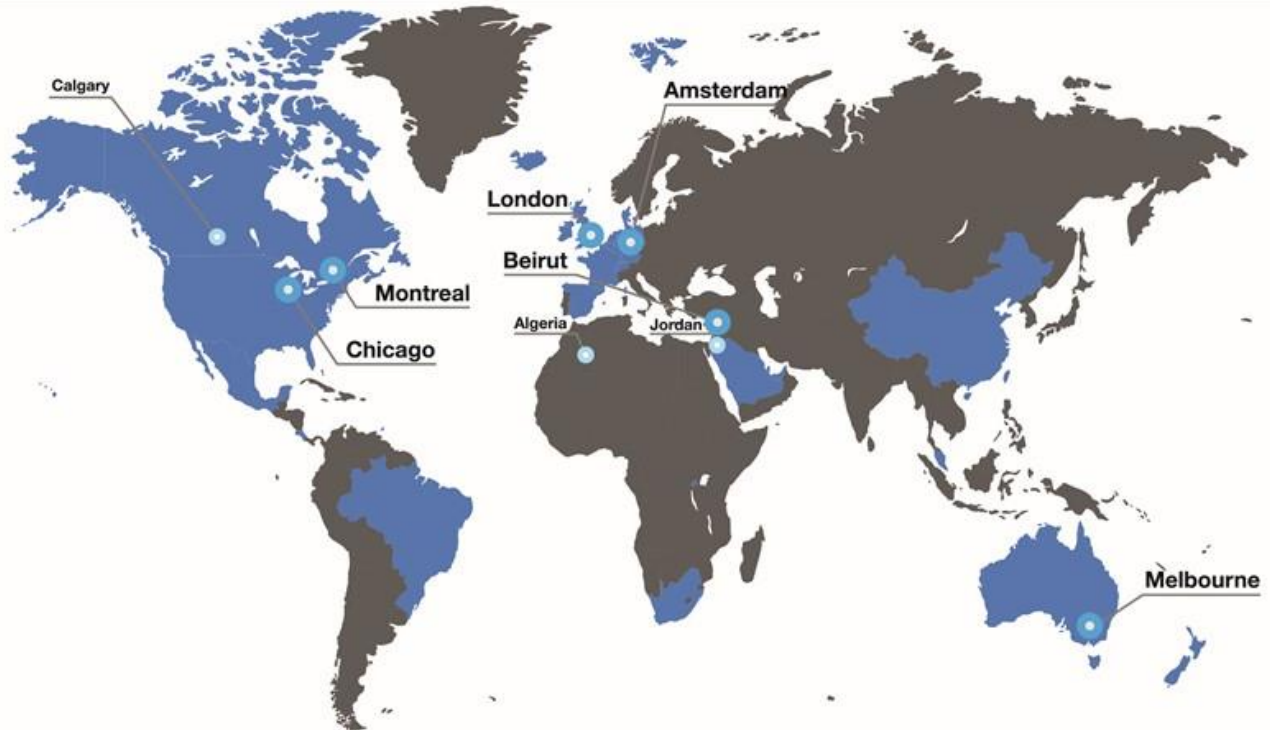 Calgary
Amsterdam
London
Beirut
Montreal
Algeria
Jordan
Chicago
Melbourne